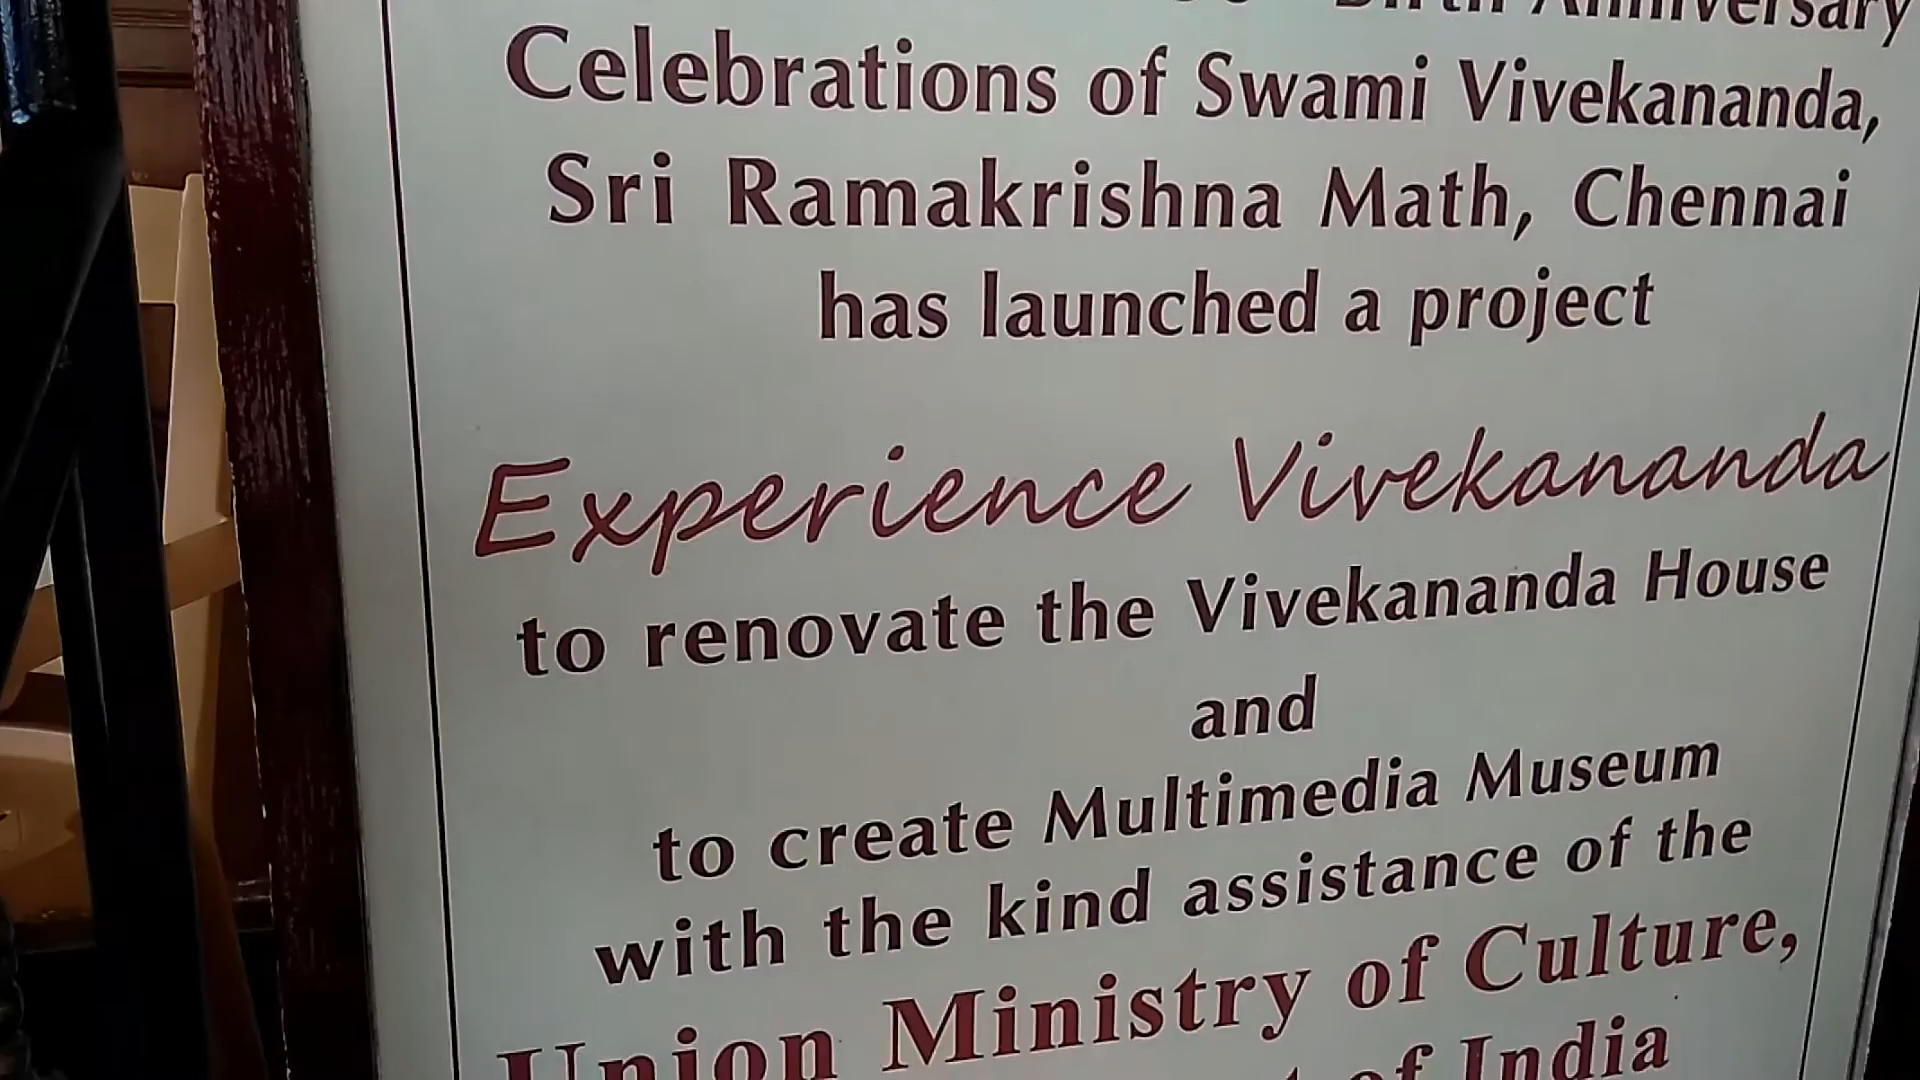 Birth Anniversary
Celebrations of Swami Vivekananda,
Sri Ramakrishna Math, Chennai
has launched a project
Experience Vivekananda
to renovate the Vivekananda House
and
to create Multimedia Museum
with the kind assistance of the
Union Ministry of Culture,
of India